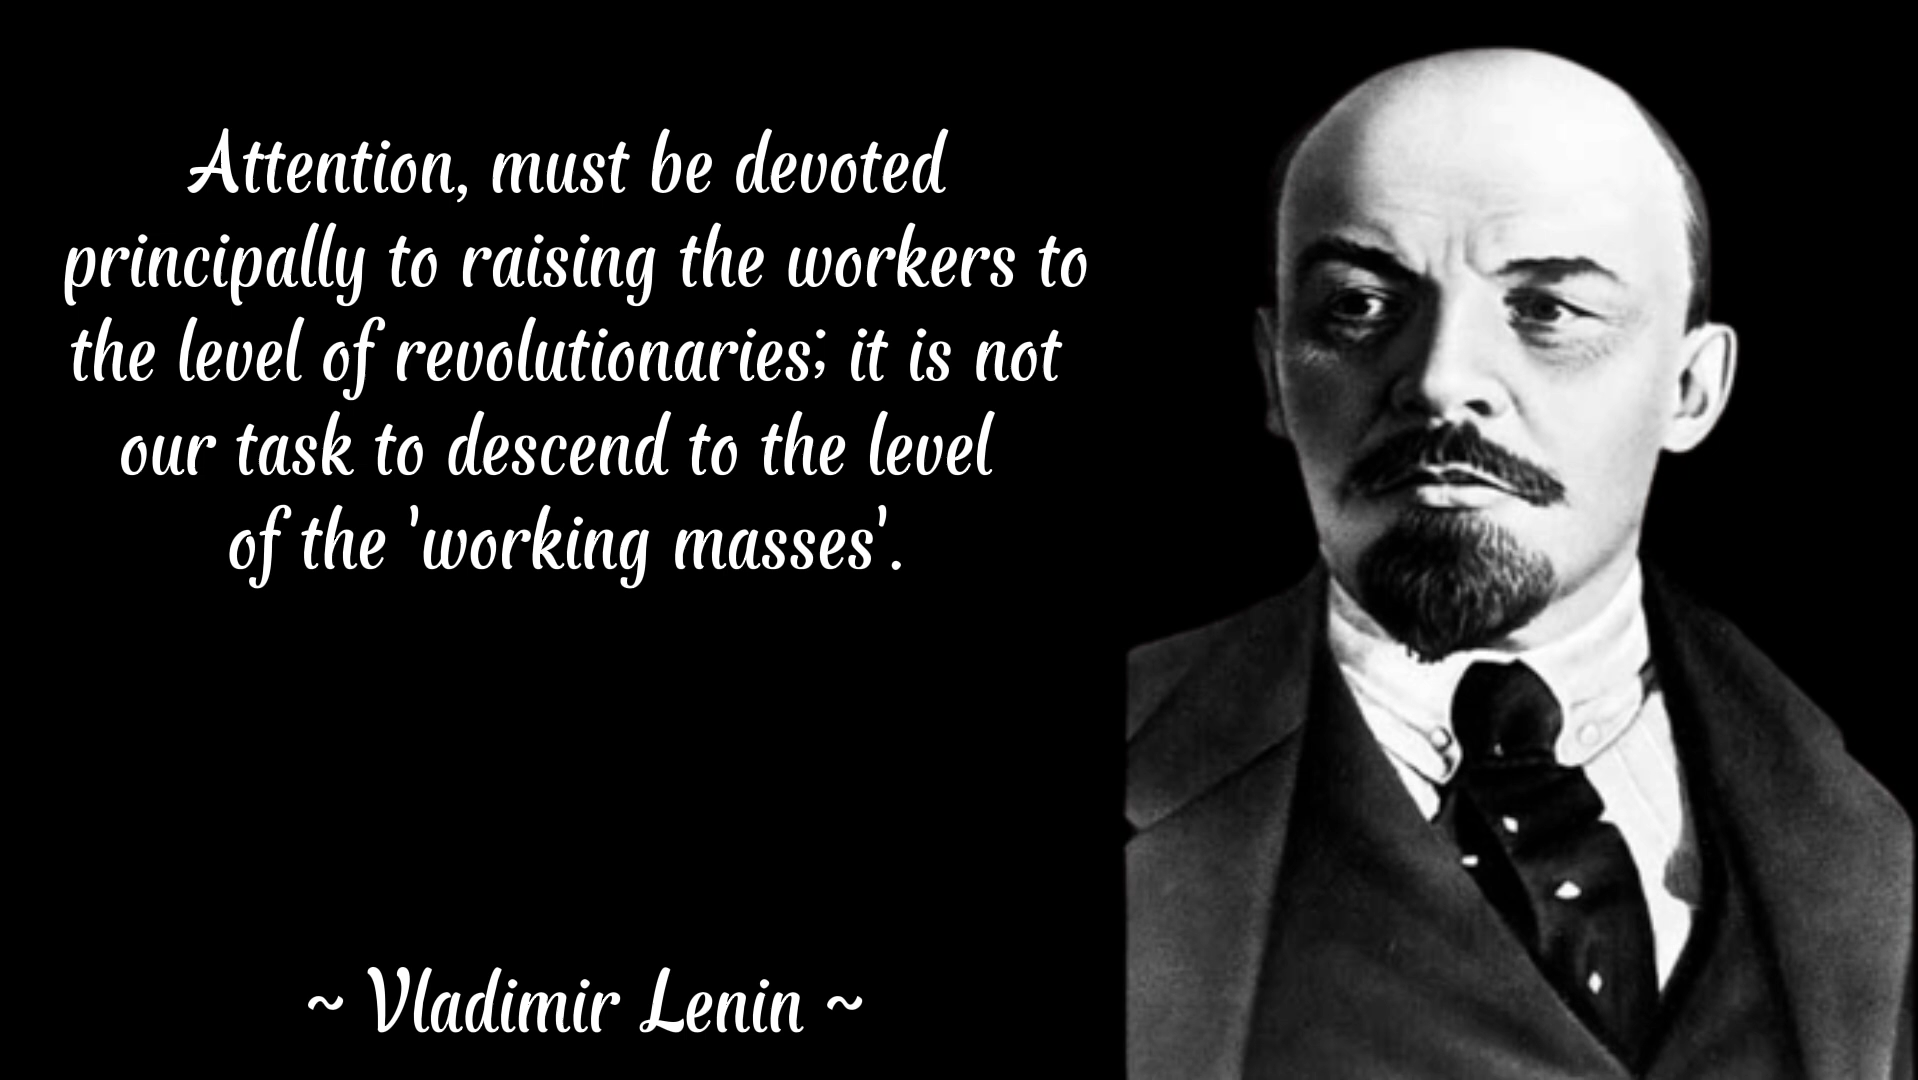 Attention, must be devoted
principally to raising the workers to
the level of revolutionaries; it is not
our task to descend to the level
of the 'working masses'.
~ Vladimir Lenin ~